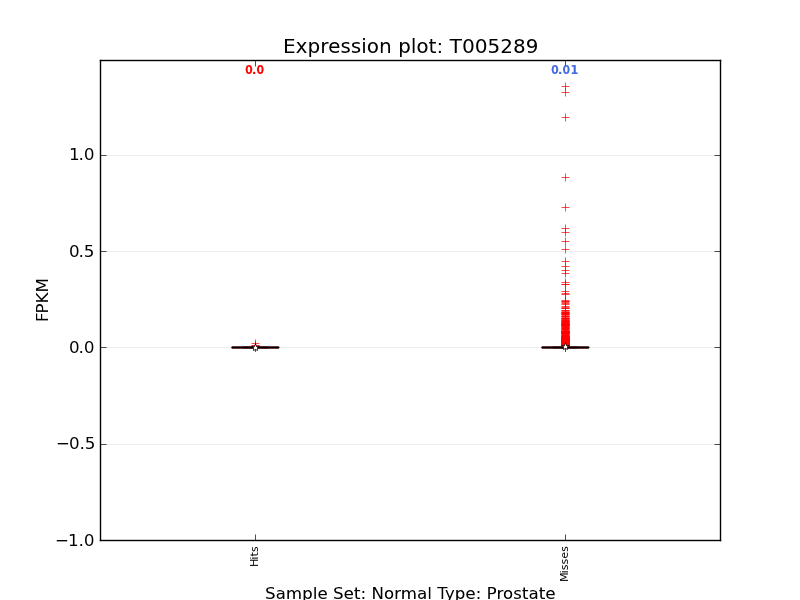 Expression plot: T005289
0.0
0.01
1.0
0.5
0.0
−0.5
−1.0
FPKM
Hits
Misses
Sample Set: Normal Type: Prostate